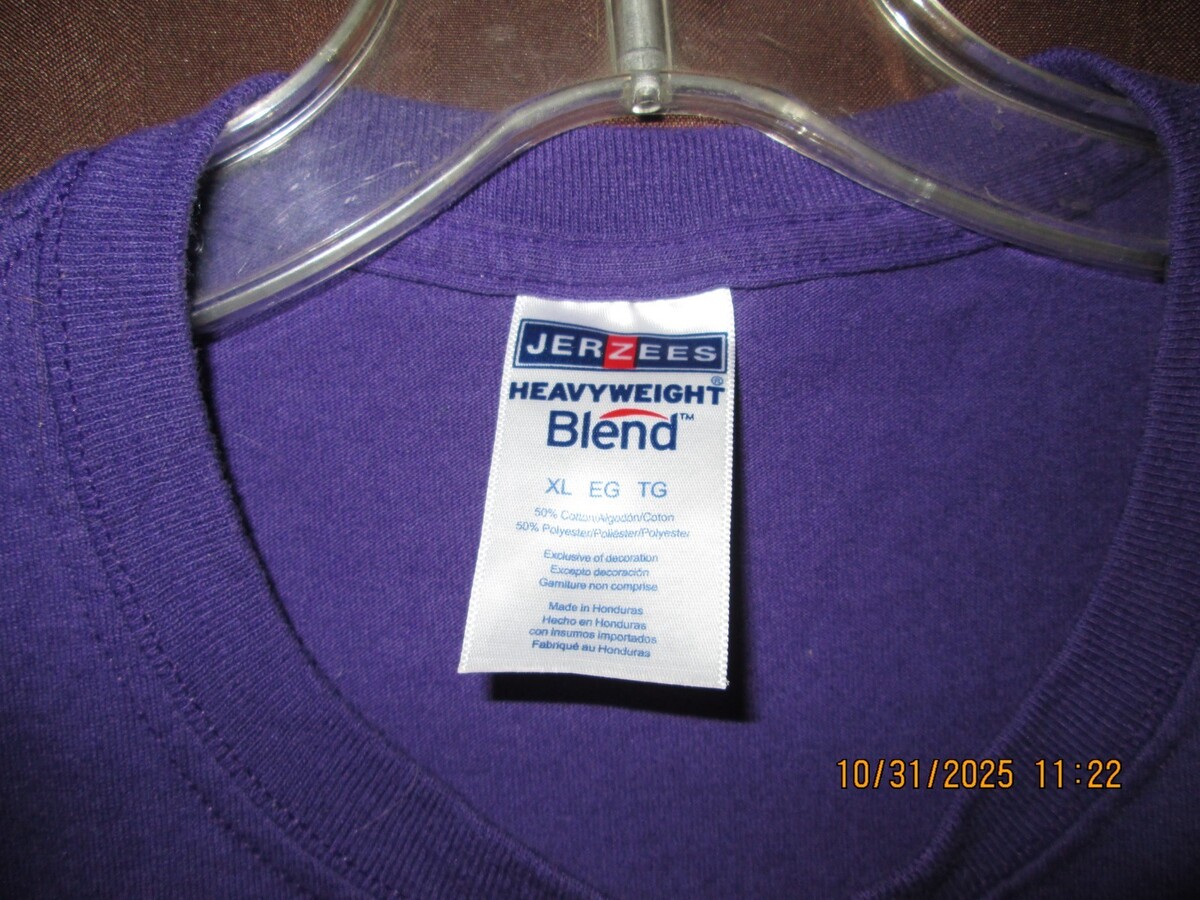 JERZEES
HEAVYWEIGHT®
Blend™
XL EG TG
50% Cotton/Algodón/Coton
50% Polyester/Poliéster/Polyester
Exclusive of decoration
Excepto decoración
Garniture non comprise
Made in Honduras
Hecho en Honduras
con insumos importados
Fabriqué au Honduras
10/31/2025 11:22